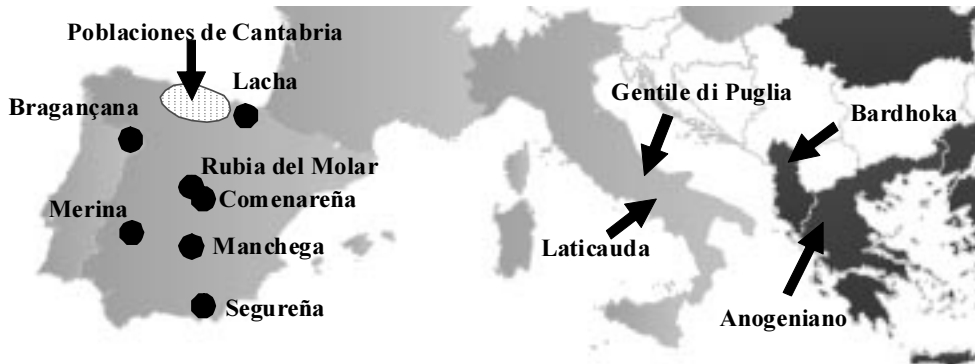 Poblaciones de Cantabria
Lacha
Bragançana
Gentile di Puglia
Bardhoka
Rubia del Molar
Comenareña
Merina
Manchega
Laticauda
Segureña
Anogeniano